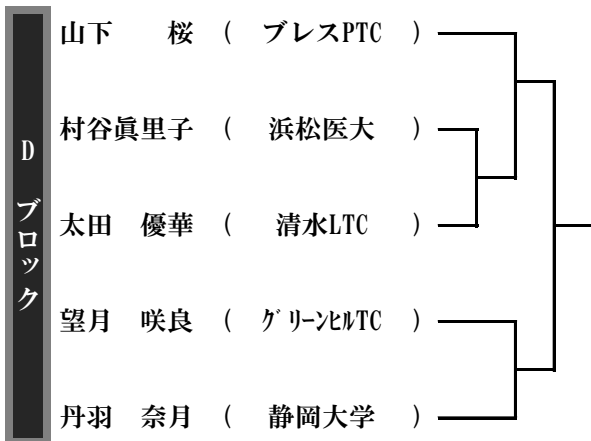 D ブロック
山下　　桜　（　ブレスPTC　）
村谷眞里子　（　浜松医大　）
太田　優華　（　清水LTC　）
望月　咲良　（　ｸﾞﾘｰﾝﾋﾙTC　）
丹羽　奈月　（　静岡大学　）